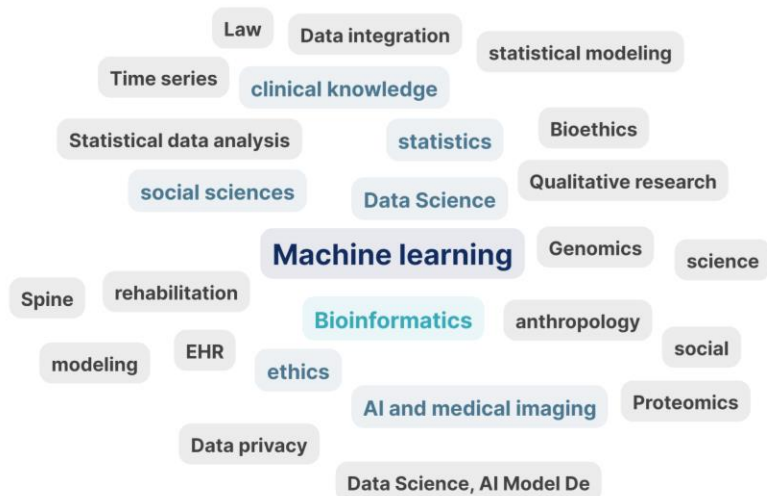 Law
Data integration
statistical modeling
Time series
clinical knowledge
Statistical data analysis
statistics
Bioethics
social sciences
Data Science
Qualitative research
Machine learning
Genomics
science
Spine
rehabilitation
Bioinformatics
anthropology
modeling
EHR
ethics
social
AI and medical imaging
Proteomics
Data privacy
Data Science, AI Model De